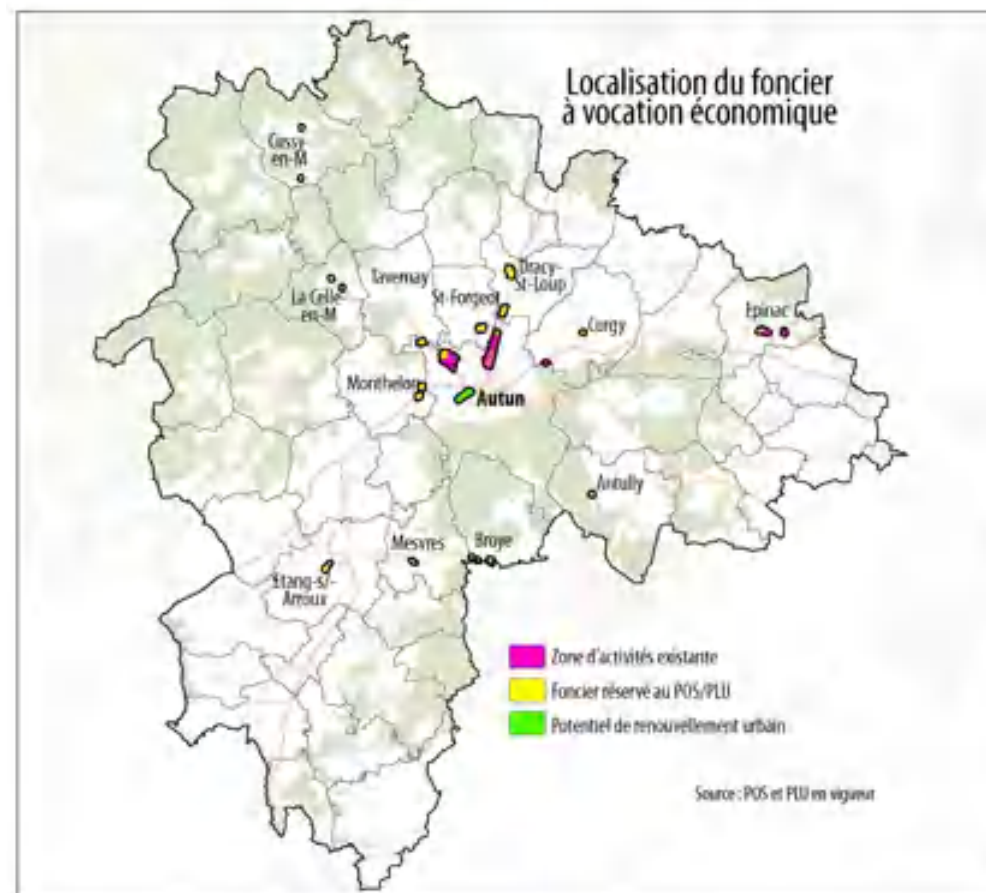 Localisation du foncier
à vocation économique
Cussy
en-M
Tavernay
Dracy-
St-Loup
La Celle-
en-M
St-Forgeot
Curgy
Epinac
Monthelon
Autun
Antully
Mesvres
Broye
Etang-s/-
Arroux
Zone d'activités existante
Foncier réservé au POS/PLU
Potentiel de renouvellement urbain
Source : POS et PLU en vigueur